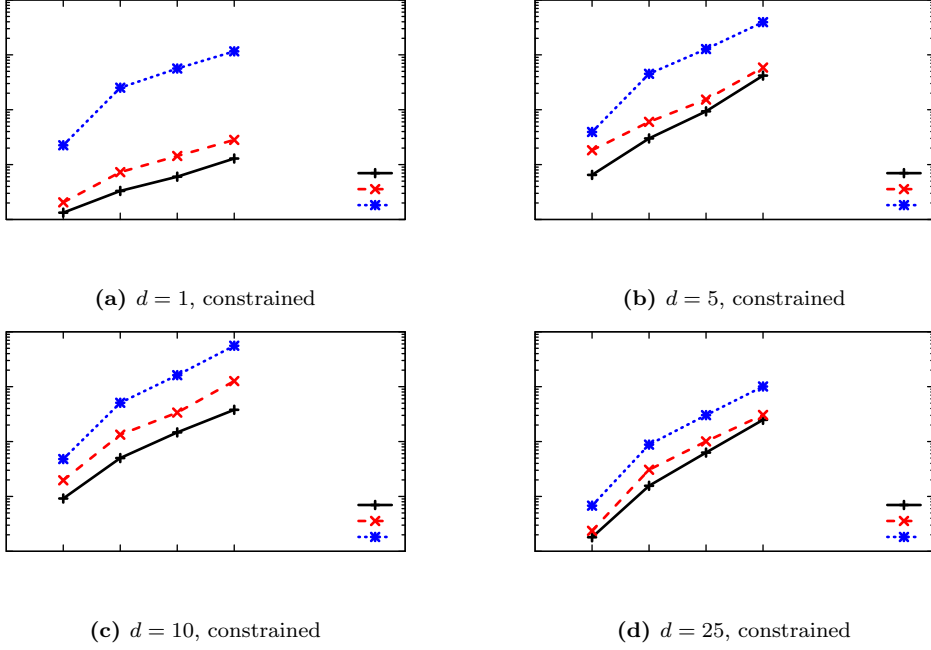 (a) d = 1, constrained
(b) d = 5, constrained
(c) d = 10, constrained
(d) d = 25, constrained